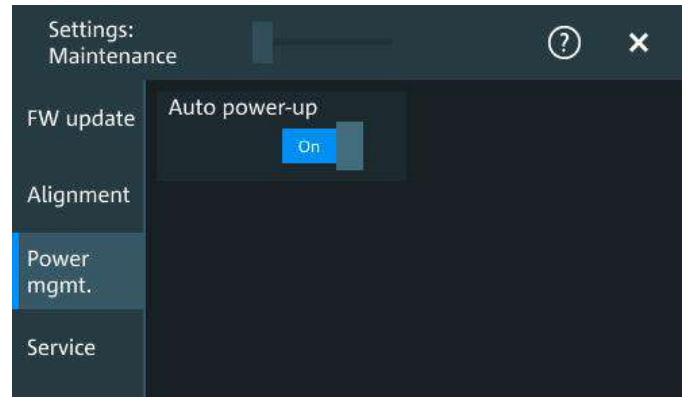 Settings:
Maintenance
?
FW update
Auto power-up
On
Alignment
Power
mgmt.
Service